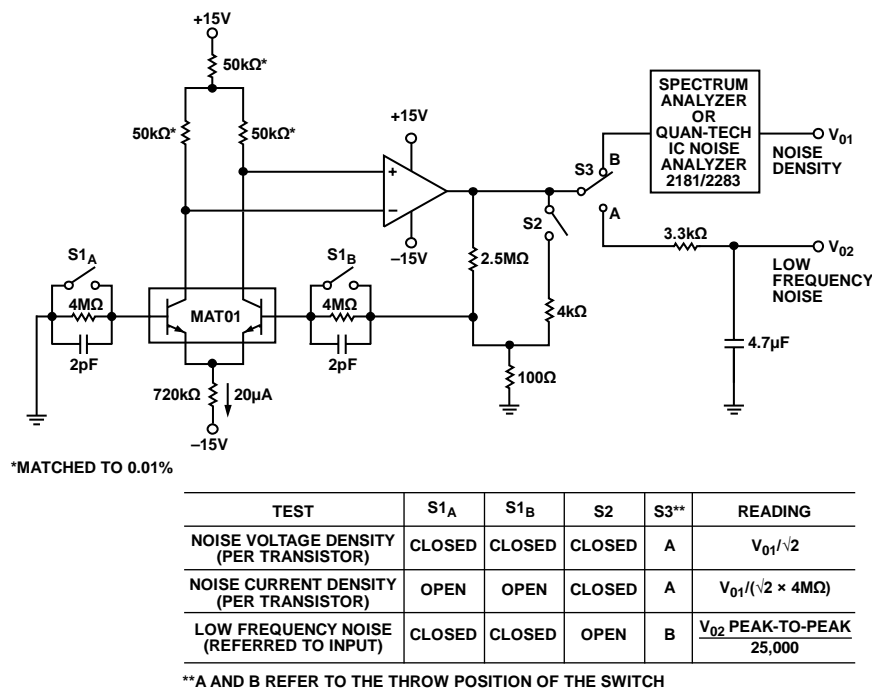 +15V
50kΩ*
50kΩ*
50kΩ*
+15V
+
–
–15V
S1A
4MΩ
2pF
MAT01
S1B
4MΩ
2pF
720kΩ
20µA
–15V
2.5MΩ
S2
4kΩ
100Ω
S3
B
A
SPECTRUM
ANALYZER
OR
QUAN-TECH
IC NOISE
ANALYZER
2181/2283
V01
NOISE
DENSITY
3.3kΩ
V02
LOW
FREQUENCY
NOISE
4.7µF
*MATCHED TO 0.01%
TEST S1A S1B S2 S3** READING
NOISE VOLTAGE DENSITY
(PER TRANSISTOR) CLOSED CLOSED CLOSED A V01/√2
NOISE CURRENT DENSITY
(PER TRANSISTOR) OPEN OPEN CLOSED A V01/(√2 × 4MΩ)
LOW FREQUENCY NOISE
(REFERRED TO INPUT) CLOSED CLOSED OPEN B V02 PEAK-TO-PEAK
25,000
**A AND B REFER TO THE THROW POSITION OF THE SWITCH